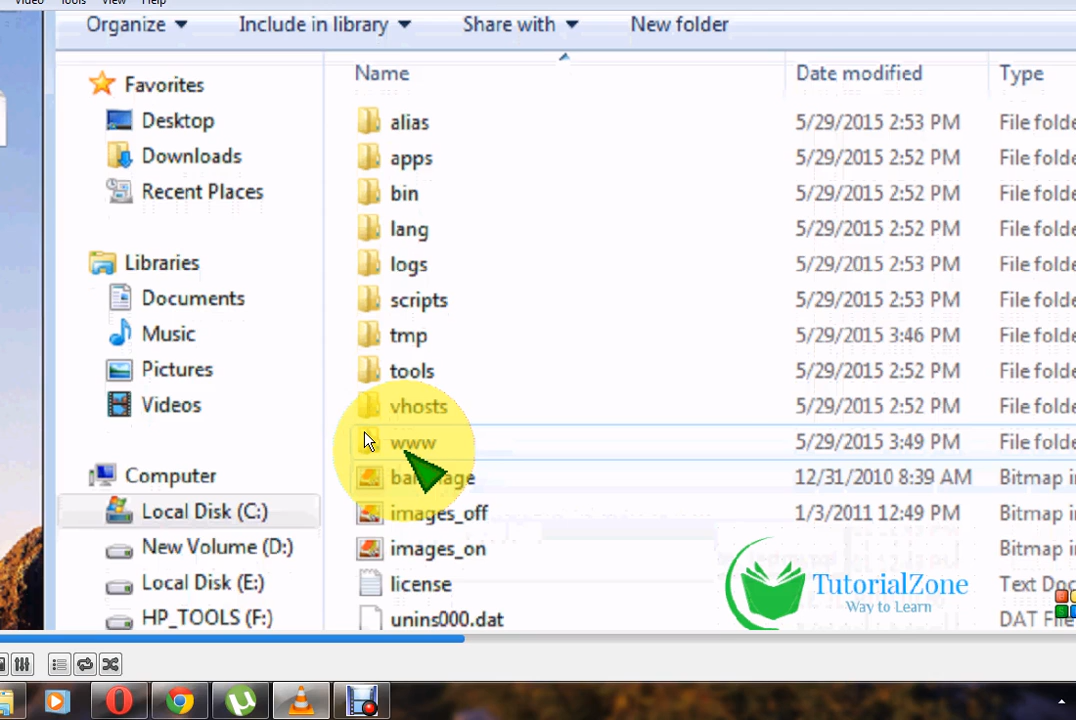 Video Tools View Help
Organize Include in library Share with New folder
Name Date modified Type
Favorites
Desktop
Downloads
Recent Places
Libraries
Documents
Music
Pictures
Videos
Computer
Local Disk (C:)
New Volume (D:)
Local Disk (E:)
HP_TOOLS (F:)
alias 5/29/2015 2:53 PM File folde
apps 5/29/2015 2:52 PM File folde
bin 5/29/2015 2:52 PM File folde
lang 5/29/2015 2:52 PM File folde
logs 5/29/2015 2:53 PM File folde
scripts 5/29/2015 2:53 PM File folde
tmp 5/29/2015 3:46 PM File folde
tools 5/29/2015 2:52 PM File folde
vhosts 5/29/2015 2:52 PM File folde
www 5/29/2015 3:49 PM File folde
12/31/2010 8:39 AM Bitmap i
images_off 1/3/2011 12:49 PM Bitmap i
images_on Bitmap i
license Text Doc
unins000.dat DAT File
TutorialZone
Way to Learn